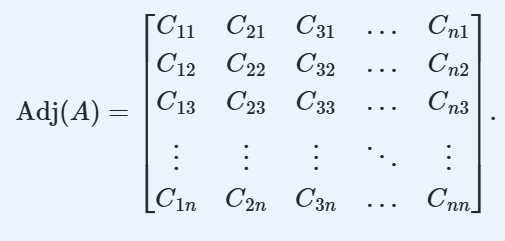 Adj(A) = [ C₁₁ C₂₁ C₃₁ … Cₙ₁
C₁₂ C₂₂ C₃₂ … Cₙ₂
C₁₃ C₂₃ C₃₃ … Cₙ₃
⋮ ⋮ ⋮ ⋱ ⋮
C₁ₙ C₂ₙ C₃ₙ … Cₙₙ ].